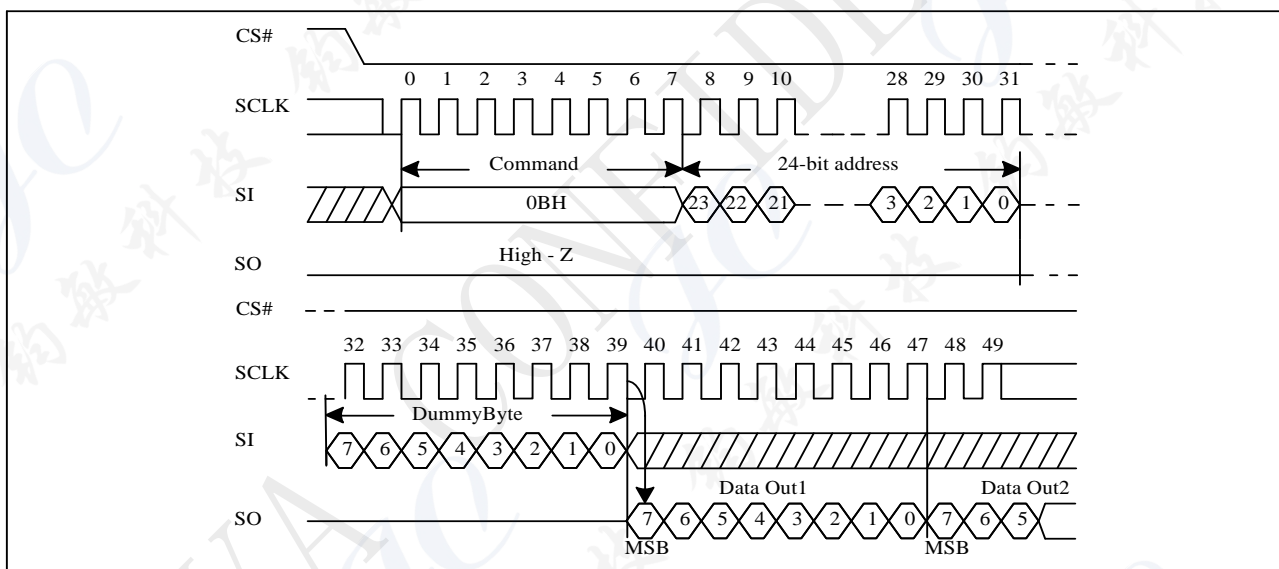 CS#
0 1 2 3 4 5 6 7 8 9 10 28 29 30 31
SCLK
Command 24-bit address
SI 0BH 23 22 21 3 2 1 0
High - Z
SO
CS#
32 33 34 35 36 37 38 39 40 41 42 43 44 45 46 47 48 49
SCLK
DummyByte
SI 7 6 5 4 3 2 1 0
Data Out1 Data Out2
SO 7 6 5 4 3 2 1 0 7 6 5
MSB MSB
钧敏科技